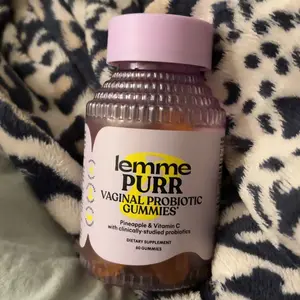 lemme
PURR
VAGINAL PROBIOTIC
GUMMIES*
Pineapple & Vitamin C
with clinically-studied probiotics
DIETARY SUPPLEMENT
60 GUMMIES